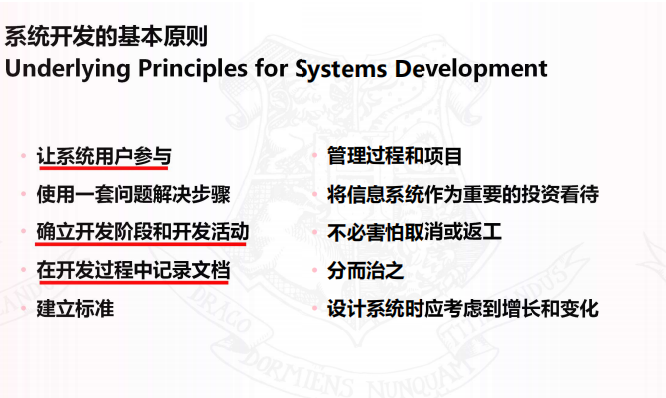 系统开发的基本原则
Underlying Principles for Systems Development
• 让系统用户参与
• 使用一套问题解决步骤
• 确立开发阶段和开发活动
• 在开发过程中记录文档
• 建立标准
• 管理过程和项目
• 将信息系统作为重要的投资看待
• 不必害怕取消或返工
• 分而治之
• 设计系统时应考虑到增长和变化
DRACO
DORMIENS NUNQUAM